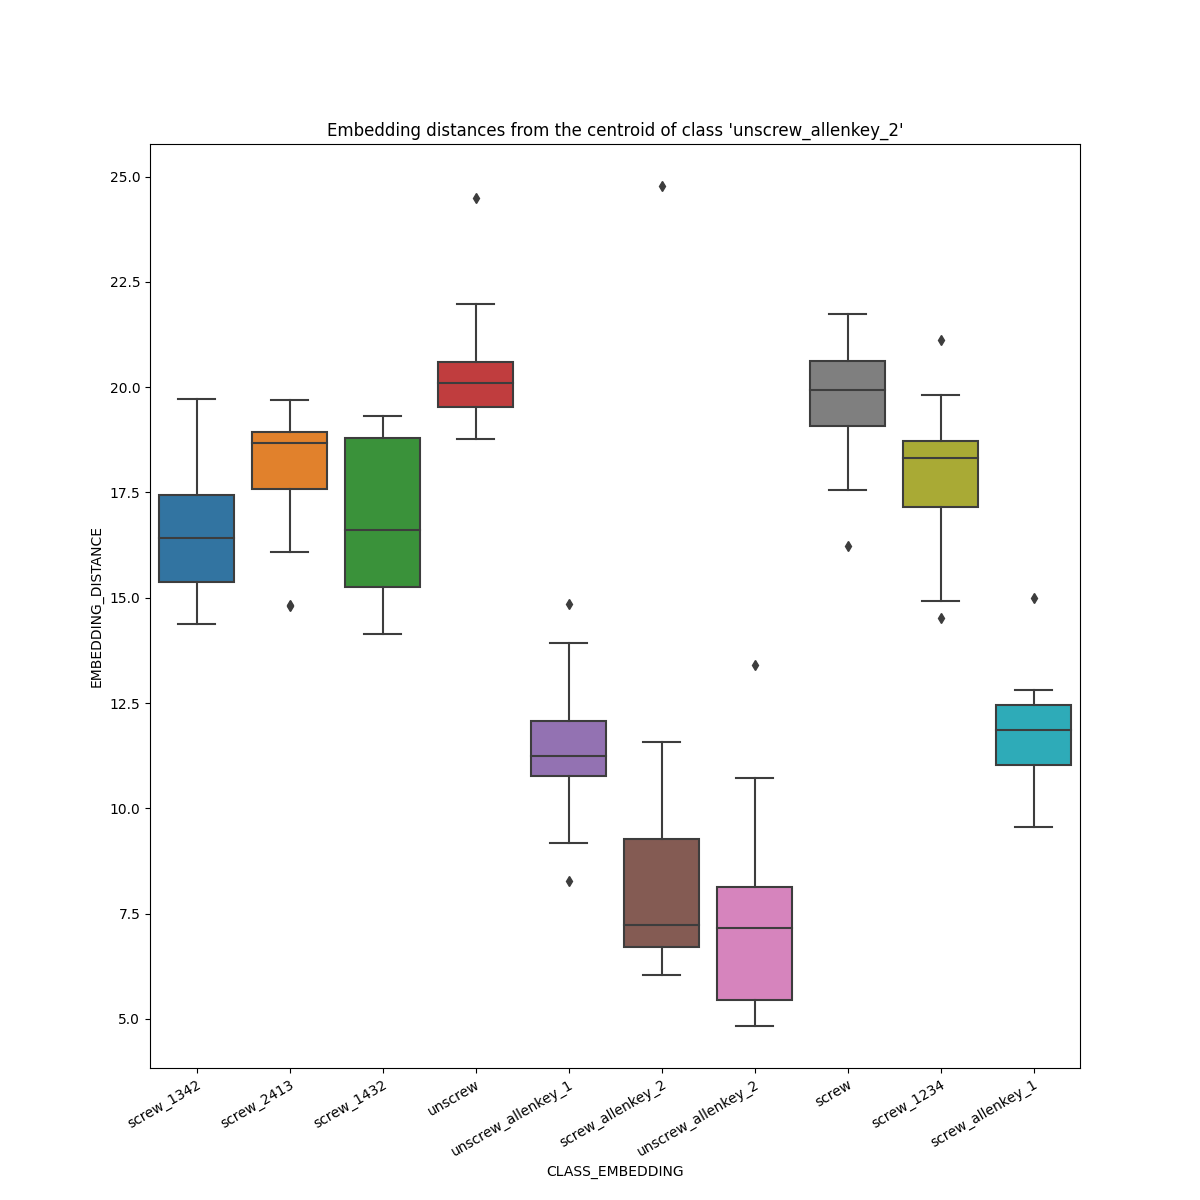 Embedding distances from the centroid of class 'unscrew_allenkey_2'
EMBEDDING_DISTANCE
25.0
22.5
20.0
17.5
15.0
12.5
10.0
7.5
5.0
screw_1342
screw_2413
screw_1432
unscrew
unscrew_allenkey_1
screw_allenkey_2
unscrew_allenkey_2
screw
screw_1234
screw_allenkey_1
CLASS_EMBEDDING